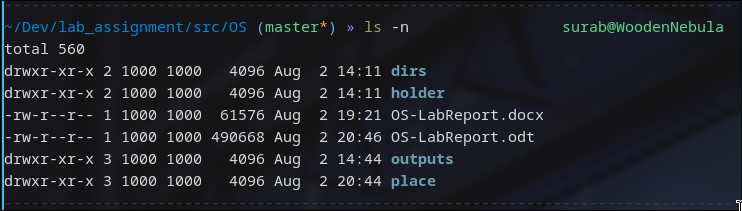 ~/Dev/lab_assignment/src/OS (master*) » ls -n surab@WoodenNebula
total 560
drwxr-xr-x 2 1000 1000   4096 Aug  2 14:11 dirs
drwxr-xr-x 2 1000 1000   4096 Aug  2 14:11 holder
-rw-r--r-- 1 1000 1000  61576 Aug  2 19:21 OS-LabReport.docx
-rw-r--r-- 1 1000 1000 490668 Aug  2 20:46 OS-LabReport.odt
drwxr-xr-x 3 1000 1000   4096 Aug  2 14:44 outputs
drwxr-xr-x 3 1000 1000   4096 Aug  2 20:44 place